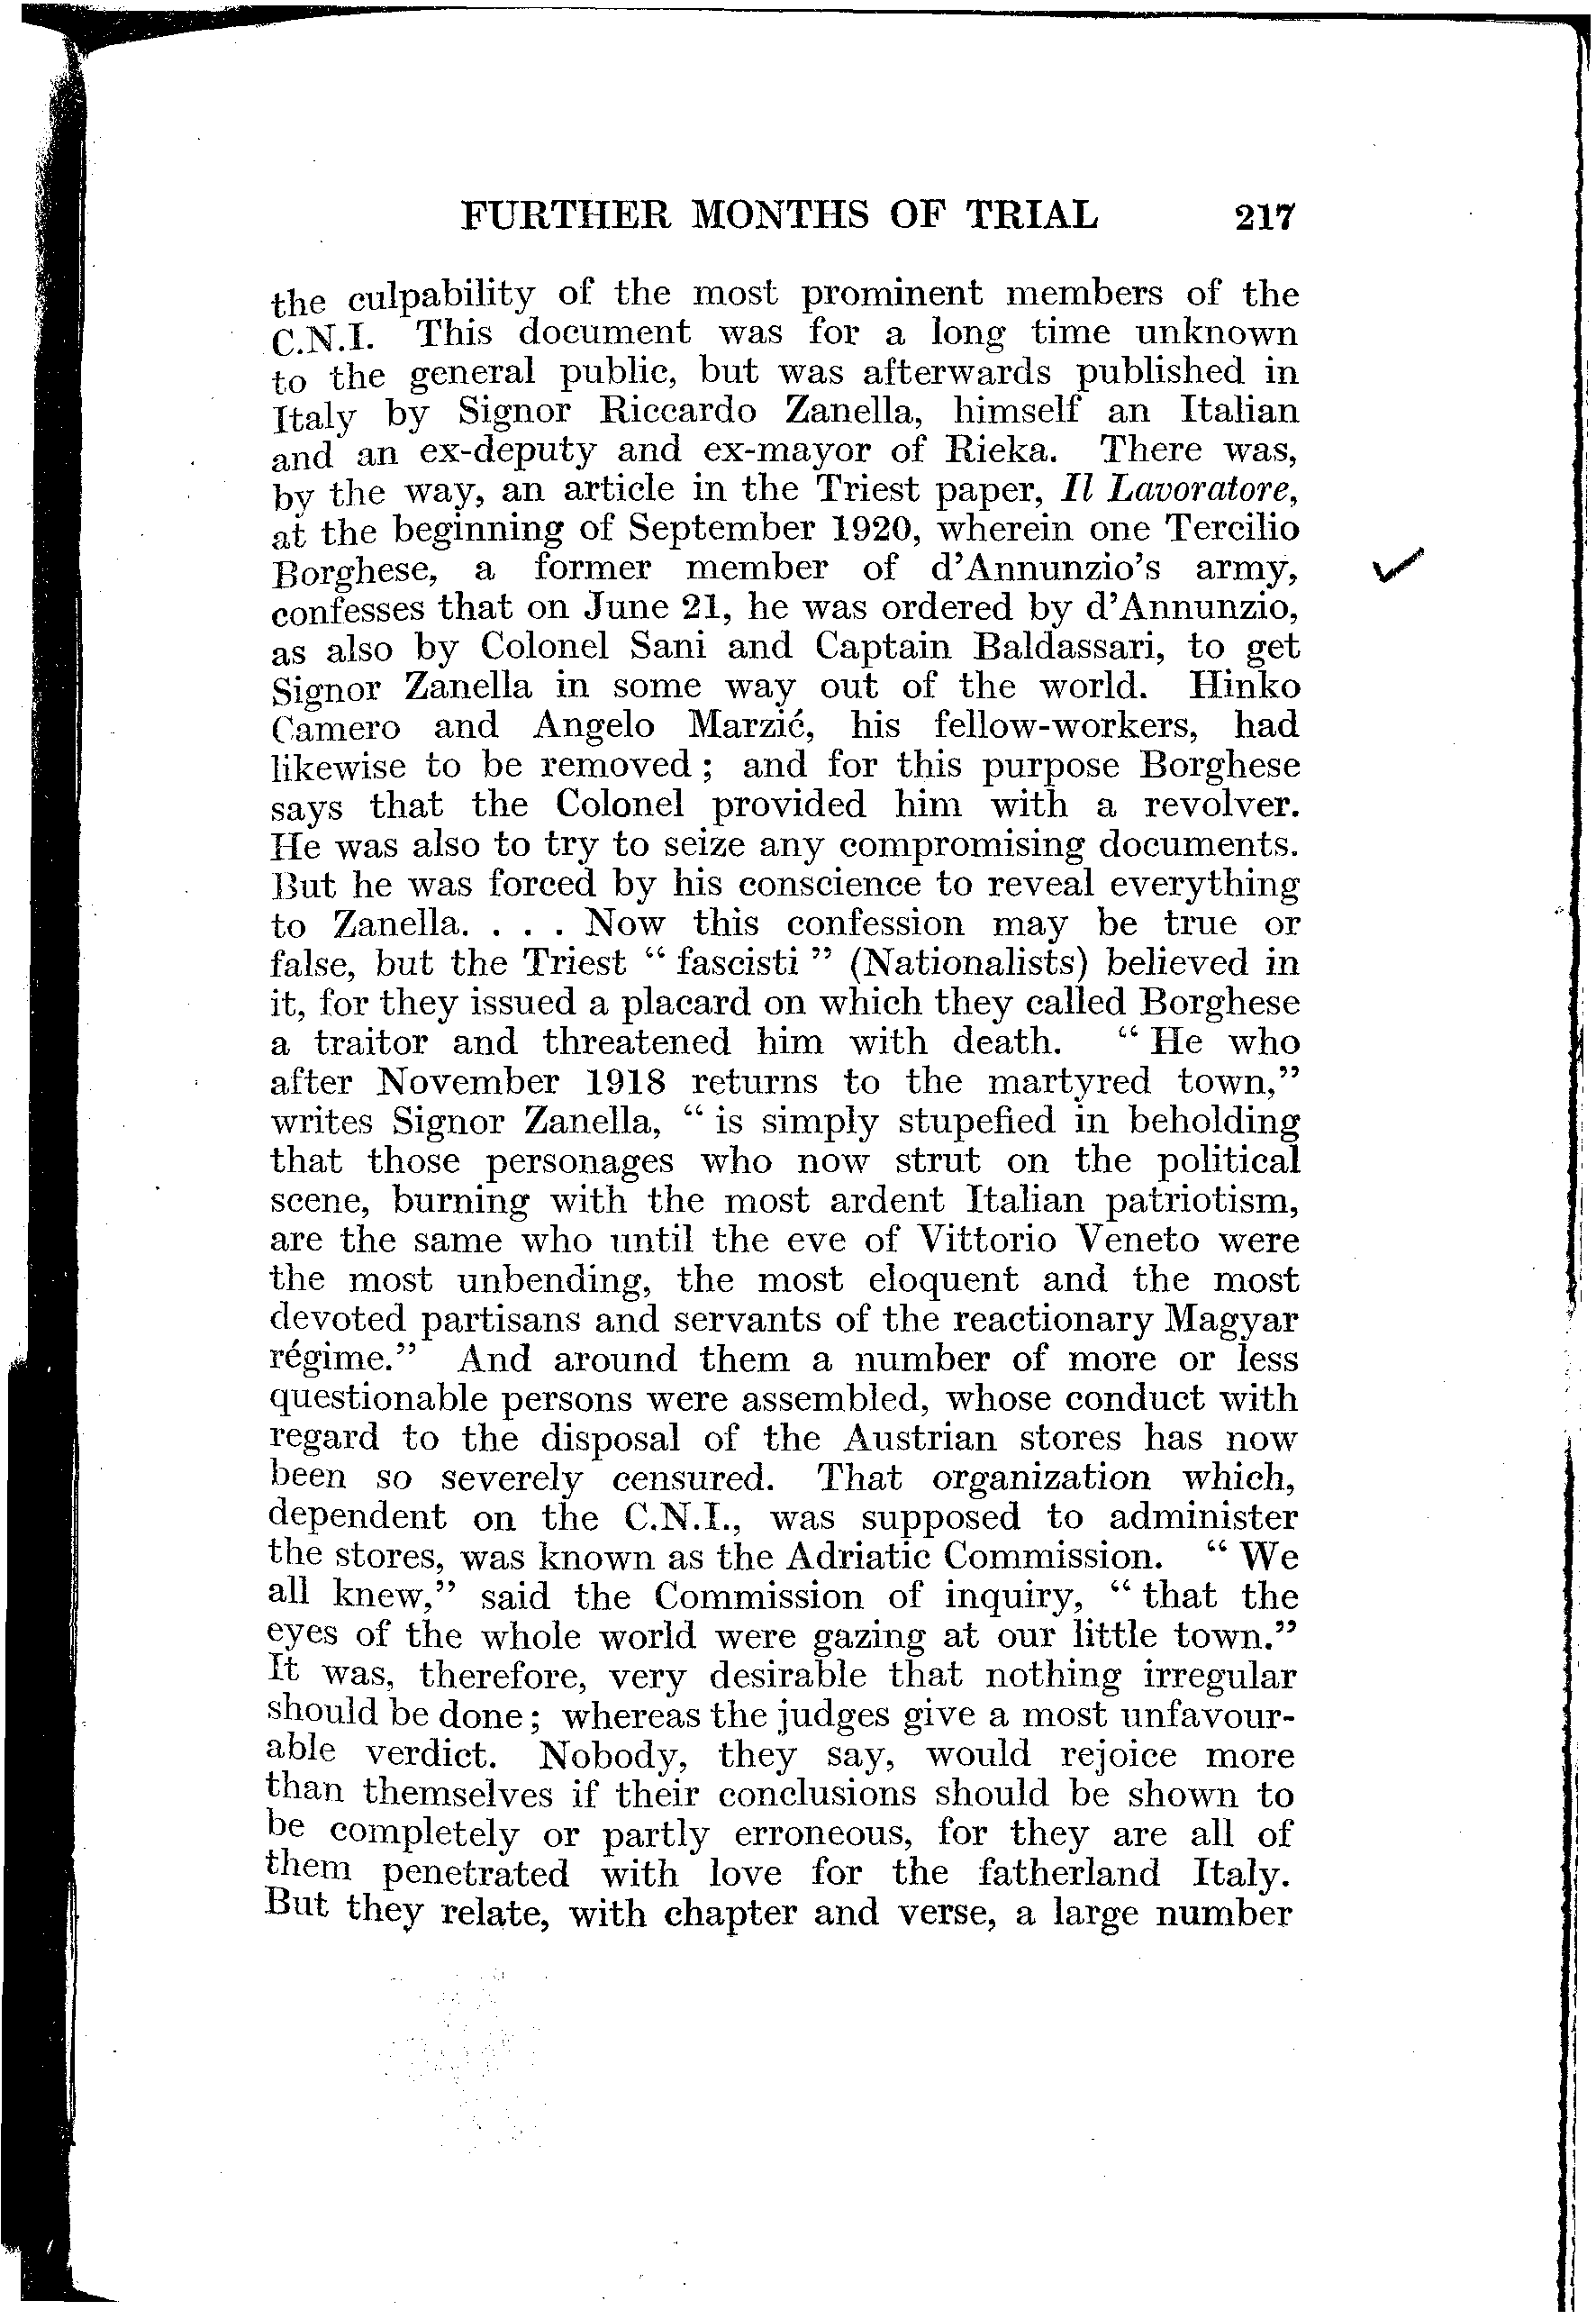 FURTHER MONTHS OF TRIAL 217
the culpability of the most prominent members of the
C.N.I. This document was for a long time unknown
to the general public, but was afterwards published in
Italy by Signor Riccardo Zanella, himself an Italian
and an ex-deputy and ex-mayor of Rieka. There was,
by the way, an article in the Triest paper, Il Lavoratore,
at the beginning of September 1920, wherein one Tercilio
Borghese, a former member of d'Annunzio's army,
confesses that on June 21, he was ordered by d'Annunzio,
as also by Colonel Sani and Captain Baldassari, to get
Signor Zanella in some way out of the world. Hinko
Camero and Angelo Marzić, his fellow-workers, had
likewise to be removed; and for this purpose Borghese
says that the Colonel provided him with a revolver.
He was also to try to seize any compromising documents.
But he was forced by his conscience to reveal everything
to Zanella. . . . Now this confession may be true or
false, but the Triest “ fascisti ” (Nationalists) believed in
it, for they issued a placard on which they called Borghese
a traitor and threatened him with death. “ He who
after November 1918 returns to the martyred town,”
writes Signor Zanella, “ is simply stupefied in beholding
that those personages who now strut on the political
scene, burning with the most ardent Italian patriotism,
are the same who until the eve of Vittorio Veneto were
the most unbending, the most eloquent and the most
devoted partisans and servants of the reactionary Magyar
régime.” And around them a number of more or less
questionable persons were assembled, whose conduct with
regard to the disposal of the Austrian stores has now
been so severely censured. That organization which,
dependent on the C.N.I., was supposed to administer
the stores, was known as the Adriatic Commission. “ We
all knew,” said the Commission of inquiry, “ that the
eyes of the whole world were gazing at our little town.”
It was, therefore, very desirable that nothing irregular
should be done; whereas the judges give a most unfavour-
able verdict. Nobody, they say, would rejoice more
than themselves if their conclusions should be shown to
be completely or partly erroneous, for they are all of
them penetrated with love for the fatherland Italy.
But they relate, with chapter and verse, a large number